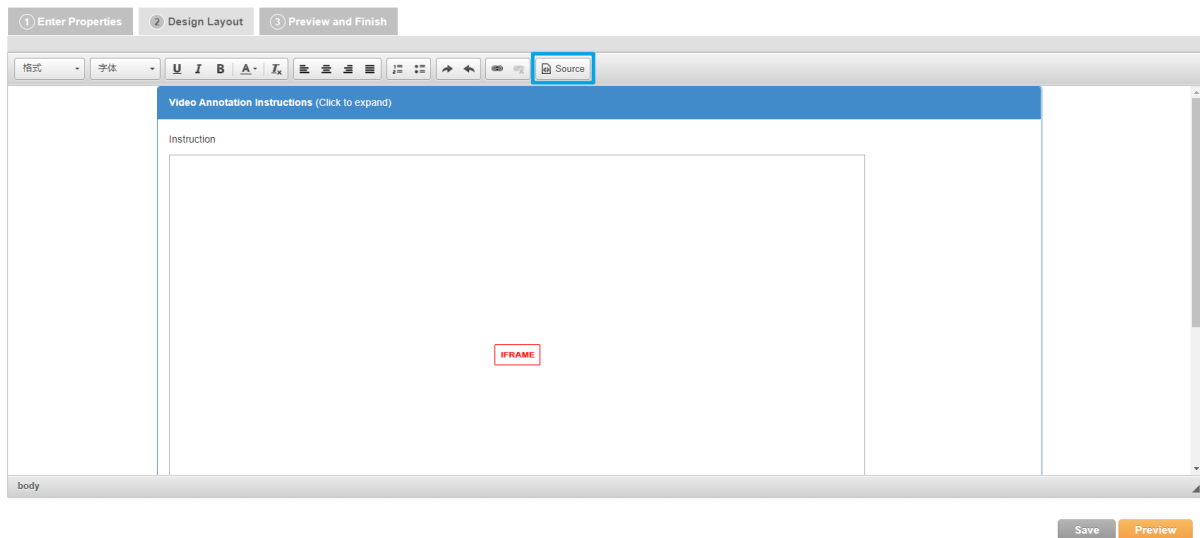 1 Enter Properties 2 Design Layout 3 Preview and Finish
格式 字体 U I B A Ix Source
Video Annotation Instructions (Click to expand)
Instruction
IFRAME
body
Save Preview